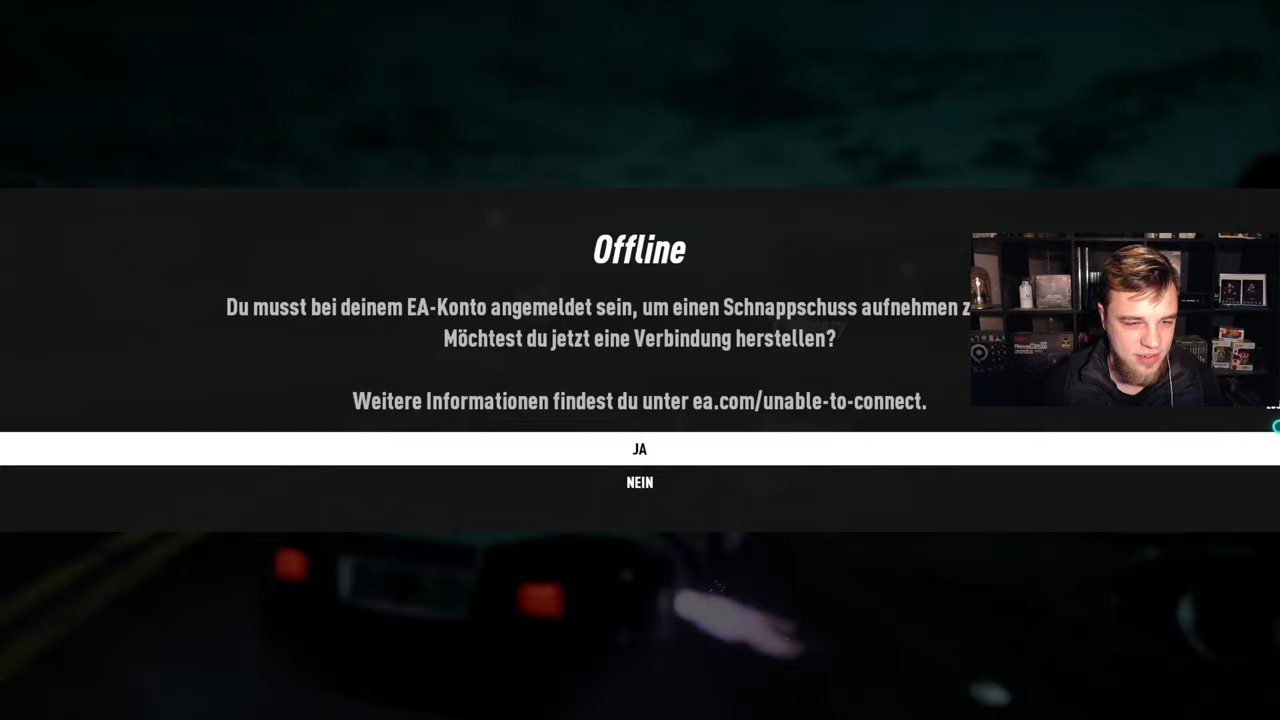 Offline
Du musst bei deinem EA-Konto angemeldet sein, um einen Schnappschuss aufnehmen
Möchtest du jetzt eine Verbindung herstellen?
Weitere Informationen findest du unter ea.com/unable-to-connect.
JA
NEIN